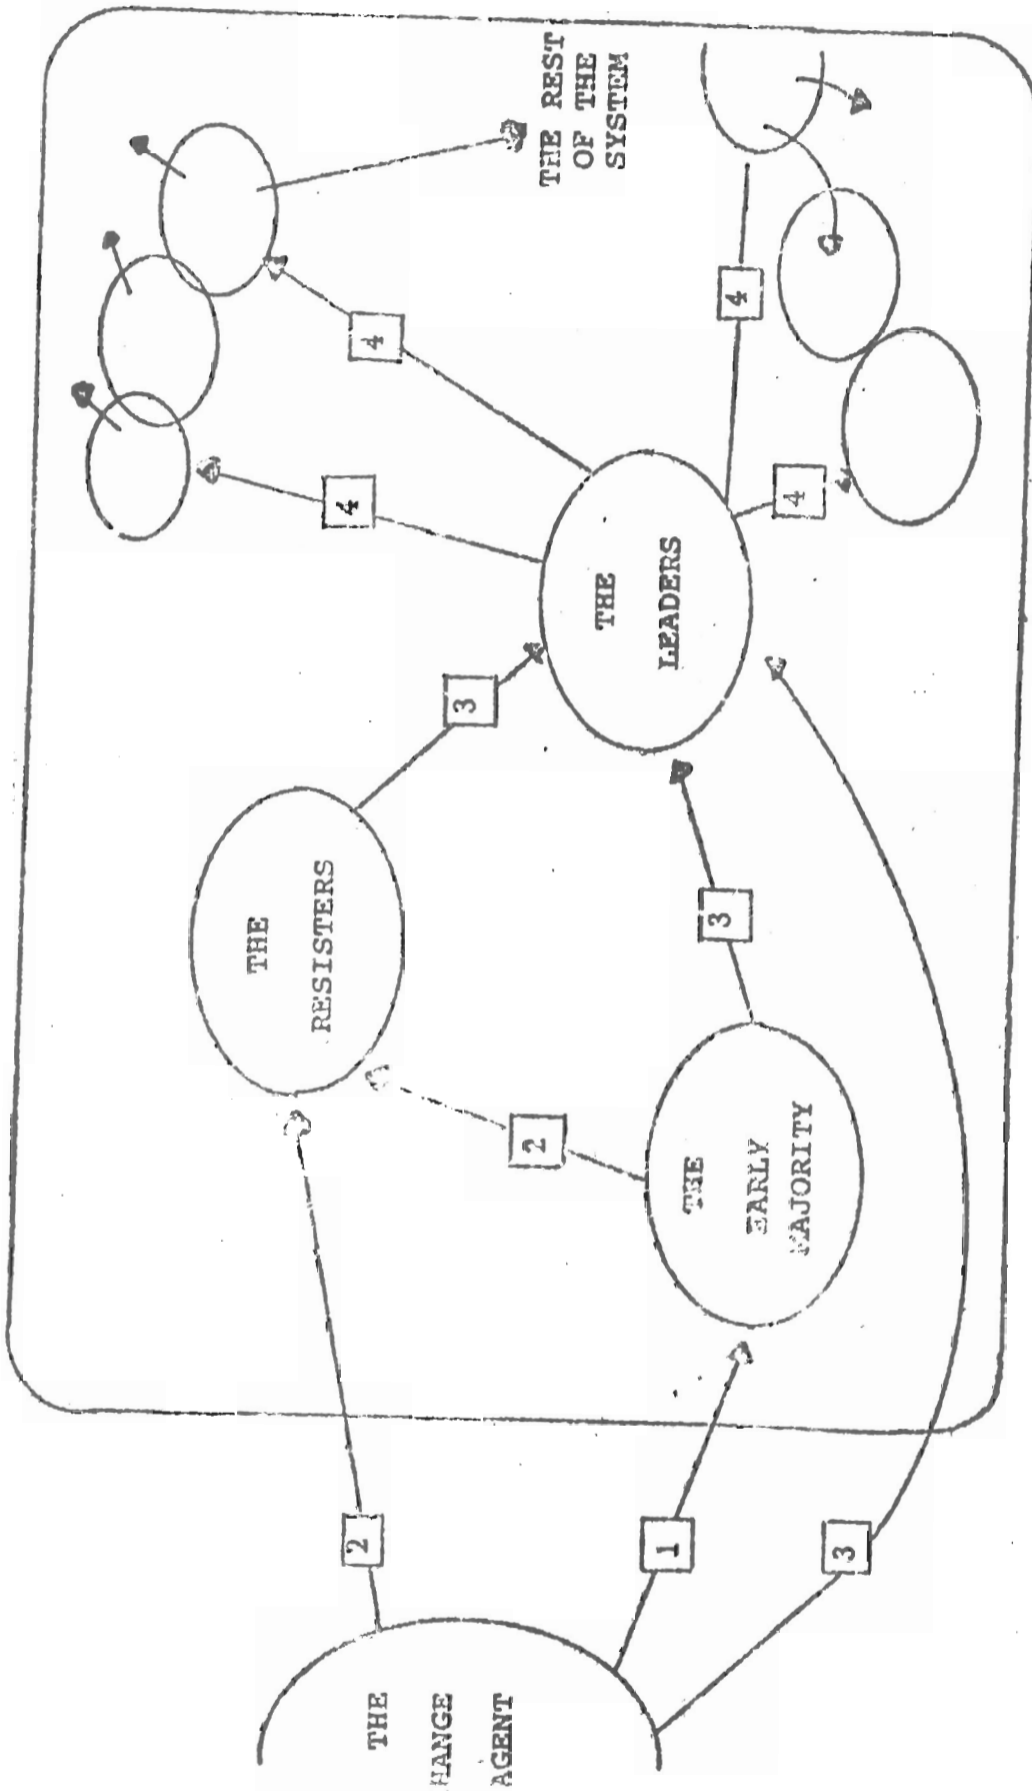 THE
HANGE
AGENT
2
1
3
THE
RESISTERS
2
THE
EARLY
MAJORITY
3
3
THE
LEADERS
4
4
4
4
THE REST
OF THE
SYSTEM